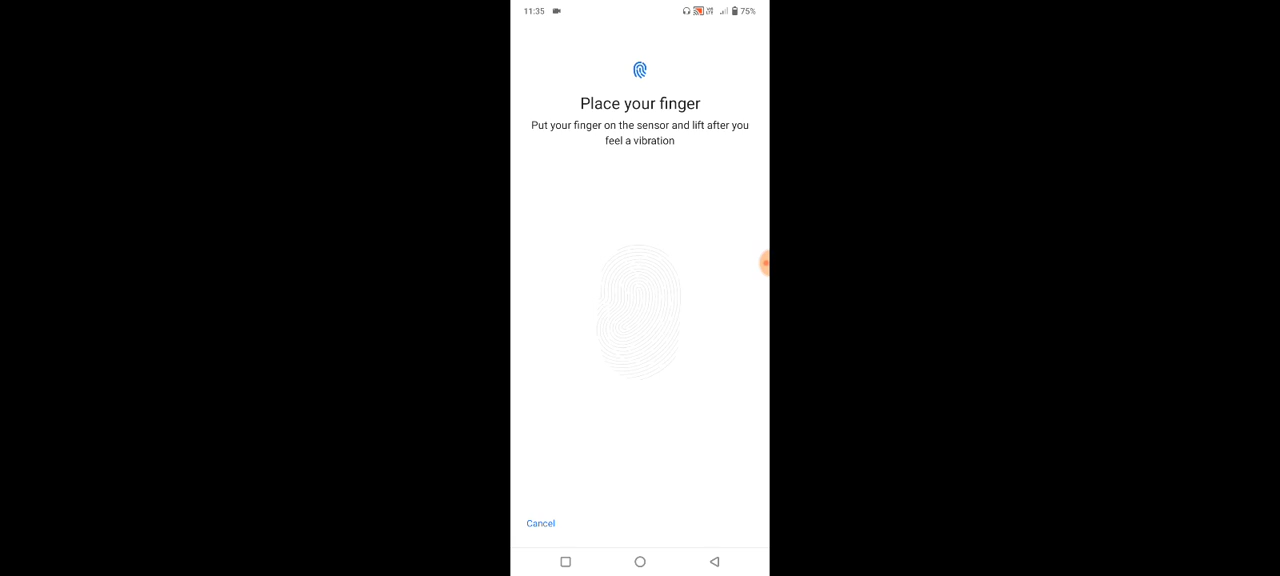 11:35 75%
Place your finger
Put your finger on the sensor and lift after you
feel a vibration
Cancel